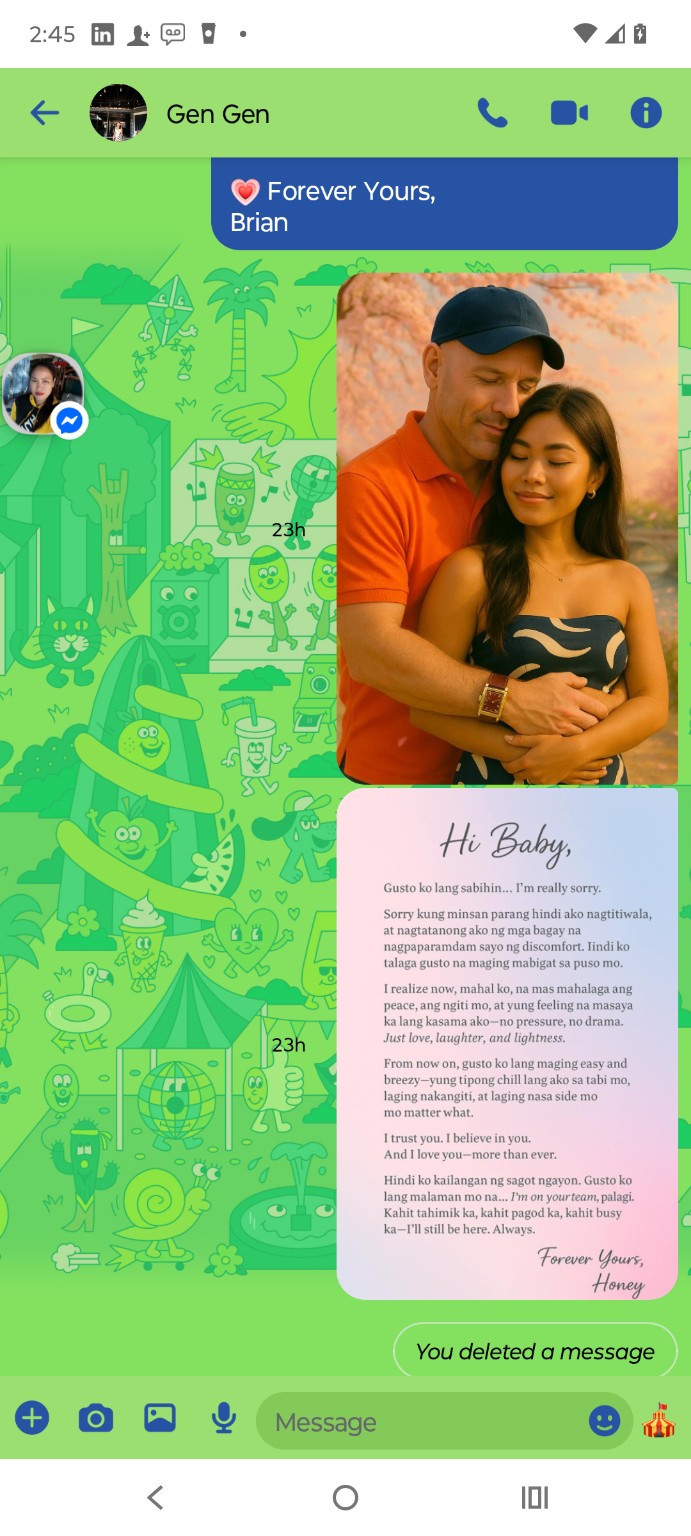 2:45
Gen Gen
Forever Yours,
Brian
23h
Hi Baby,
Gusto ko lang sabihin... I'm really sorry.
Sorry kung minsan parang hindi ako nagtitiwala,
at nagtatanong ako ng mga bagay na
nagpaparamdam sayo ng discomfort. Iindi ko
talaga gusto na maging mabigat sa puso mo.
I realize now, mahal ko, na mas mahalaga ang
peace, ang ngiti mo, at yung feeling na masaya
ka lang kasama ako—no pressure, no drama.
Just love, laughter, and lightness.
23h
From now on, gusto ko lang maging easy and
breezy—yung tipong chill lang ako sa tabi mo,
laging nakangiti, at laging nasa side mo
mo matter what.
I trust you. I believe in you.
And I love you—more than ever.
Hindi ko kailangan ng sagot ngayon. Gusto ko
lang malaman mo na... I'm on your team, palagi.
Kahit tahimik ka, kahit pagod ka, kahit busy
ka—I'll still be here. Always.
Forever Yours,
Honey
You deleted a message
Message